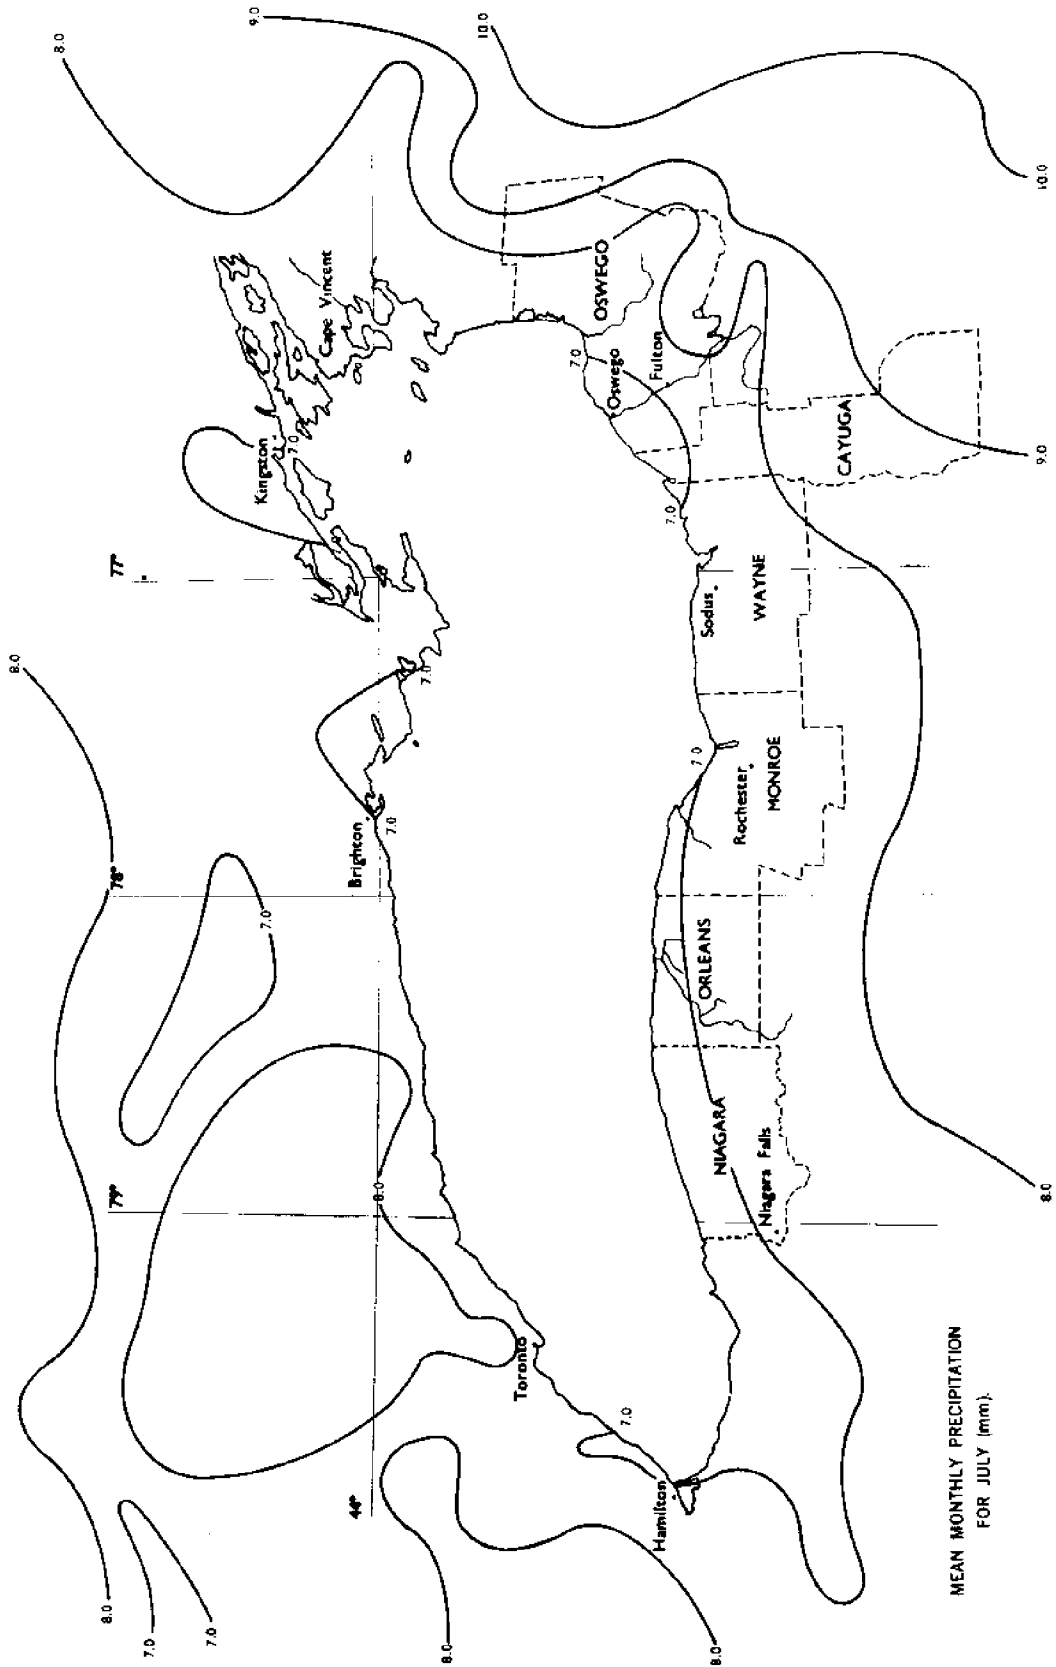 8.0
9.0
10.0
8.0
77°
Kingston
7.0
Cape Vincent
7.0
Brighton
7.0
78°
7.0
79°
8.0
44°
Toronto
7.0
Hamilton
8.0
7.0
7.0
8.0
8.0
7.0
OSWEGO
Oswego
Fulton
7.0
Sodus
WAYNE
CAYUGA
7.0
Rochester
MONROE
ORLEANS
NIAGARA
Niagara Falls
10.0
9.0
8.0
MEAN MONTHLY PRECIPITATION
FOR JULY (mm).